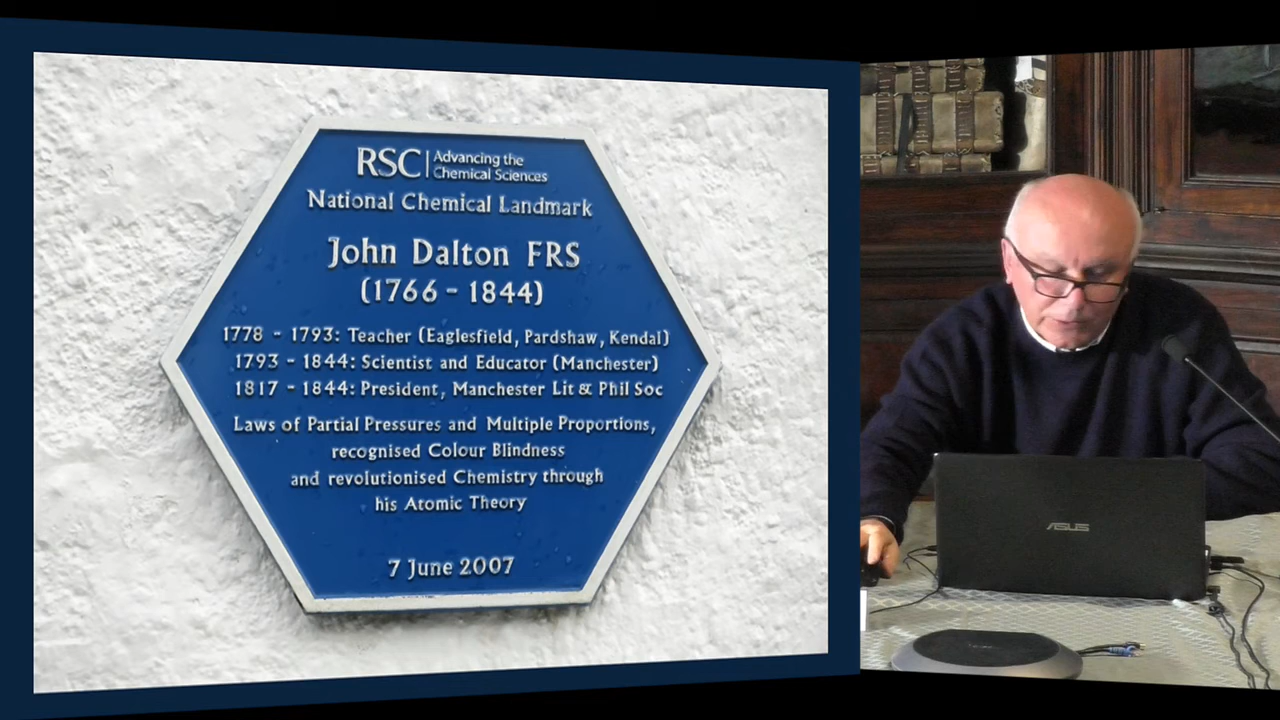 RSC | Advancing the
Chemical Sciences
National Chemical Landmark
John Dalton FRS
(1766 - 1844)
1778 - 1793: Teacher (Eaglesfield, Pardshaw, Kendal)
1793 - 1844: Scientist and Educator (Manchester)
1817 - 1844: President, Manchester Lit & Phil Soc
Laws of Partial Pressures and Multiple Proportions,
recognised Colour Blindness
and revolutionised Chemistry through
his Atomic Theory
7 June 2007
ASUS